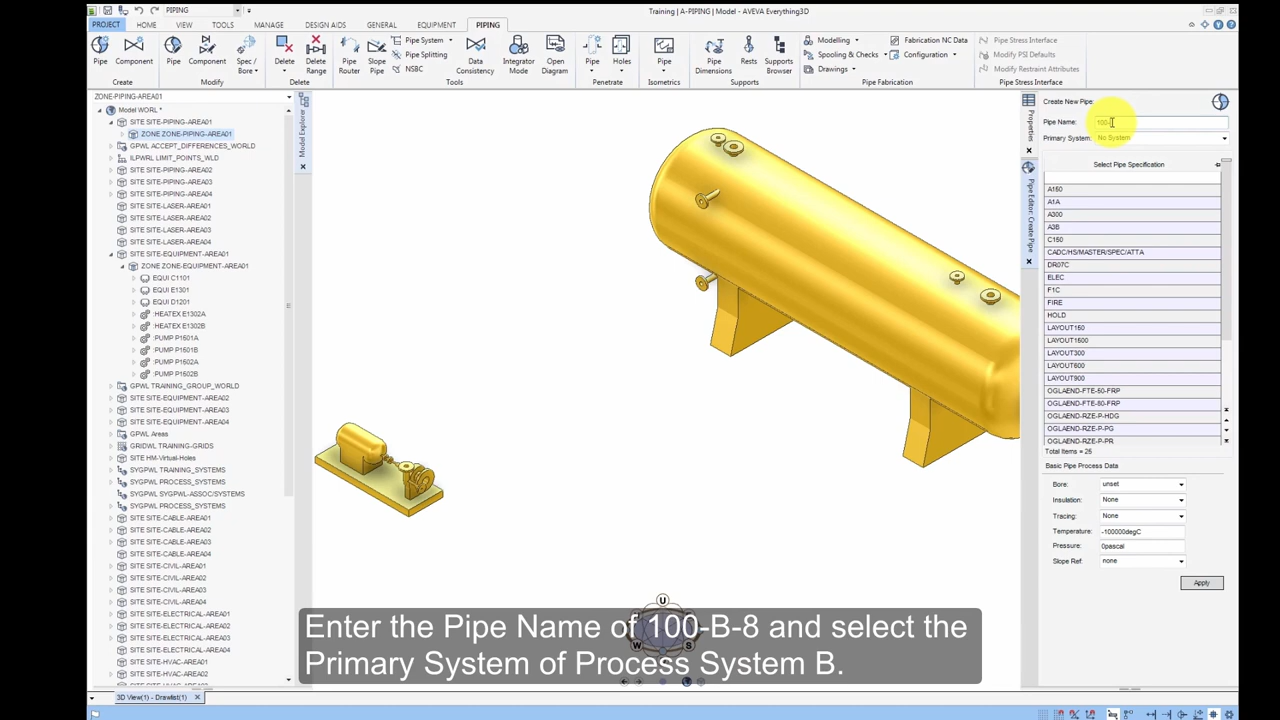 PIPING
Training | A-PIPING | Model - AVEVA Everything3D
PROJECT HOME VIEW TOOLS MANAGE DESIGN AIDS GENERAL EQUIPMENT PIPING
Pipe Component Pipe Component Spec / Bore Delete Delete Range Pipe Router Slope Pipe Pipe System Pipe Splitting NSBC Data Consistency Integrator Mode Open Diagram Pipe Holes Pipe Pipe Dimensions Rests Supports Browser Modelling Spooling & Checks Drawings Fabrication NC Data Configuration Pipe Stress Interface Modify PSI Defaults Modify Restraint Attributes
Create Modify Delete Tools Penetrate Isometrics Supports Pipe Fabrication Pipe Stress Interface
ZONE-PIPING-AREA01
Model WORL *
SITE SITE-PIPING-AREA01
ZONE ZONE-PIPING-AREA01
GPWL ACCEPT_DIFFERENCES_WORLD
ILPWRL LIMIT_POINTS_WLD
SITE SITE-PIPING-AREA02
SITE SITE-PIPING-AREA03
SITE SITE-PIPING-AREA04
SITE SITE-LASER-AREA01
SITE SITE-LASER-AREA02
SITE SITE-LASER-AREA03
SITE SITE-LASER-AREA04
SITE SITE-EQUIPMENT-AREA01
ZONE ZONE-EQUIPMENT-AREA01
EQUI C1101
EQUI E1301
EQUI D1201
:HEATEX E1302A
:HEATEX E1302B
:PUMP P1501A
:PUMP P1501B
:PUMP P1502A
:PUMP P1502B
GPWL TRAINING_GROUP_WORLD
SITE SITE-EQUIPMENT-AREA02
SITE SITE-EQUIPMENT-AREA03
SITE SITE-EQUIPMENT-AREA04
GPWL Areas
GRIDWL TRAINING-GRIDS
SITE HM-Virtual-Holes
SYGPWL TRAINING_SYSTEMS
SYGPWL PROCESS_SYSTEMS
SYGPWL SYGPWL-ASSOC/SYSTEMS
SYGPWL PROCESS_SYSTEMS
SITE SITE-CABLE-AREA01
SITE SITE-CABLE-AREA02
SITE SITE-CABLE-AREA03
SITE SITE-CABLE-AREA04
SITE SITE-CIVIL-AREA01
SITE SITE-CIVIL-AREA02
SITE SITE-CIVIL-AREA03
SITE SITE-CIVIL-AREA04
SITE SITE-ELECTRICAL-AREA01
SITE SITE-ELECTRICAL-AREA02
SITE SITE-ELECTRICAL-AREA03
SITE SITE-ELECTRICAL-AREA04
SITE SITE-HVAC-AREA01
SITE SITE-HVAC-AREA02
Model Explorer
U
W S
Enter the Pipe Name of 100-B-8 and select the
Primary System of Process System B.
3D View(1) - Drawlist(1)
Properties
Pipe Editor: Create Pipe
Create New Pipe:
Pipe Name: 100-
Primary System: No System
Select Pipe Specification
A150
A1A
A300
A3B
C150
CADC/HS/MASTER/SPEC/ATTA
DR07C
ELEC
F1C
FIRE
HOLD
LAYOUT150
LAYOUT1500
LAYOUT300
LAYOUT600
LAYOUT900
OGLAEND-FTE-50-FRP
OGLAEND-FTE-80-FRP
OGLAEND-RZE-P-HDG
OGLAEND-RZE-P-PG
OGLAEND-RZE-P-PR
Total Items = 25
Basic Pipe Process Data
Bore: unset
Insulation: None
Tracing: None
Temperature: -100000degC
Pressure: 0pascal
Slope Ref: none
Apply